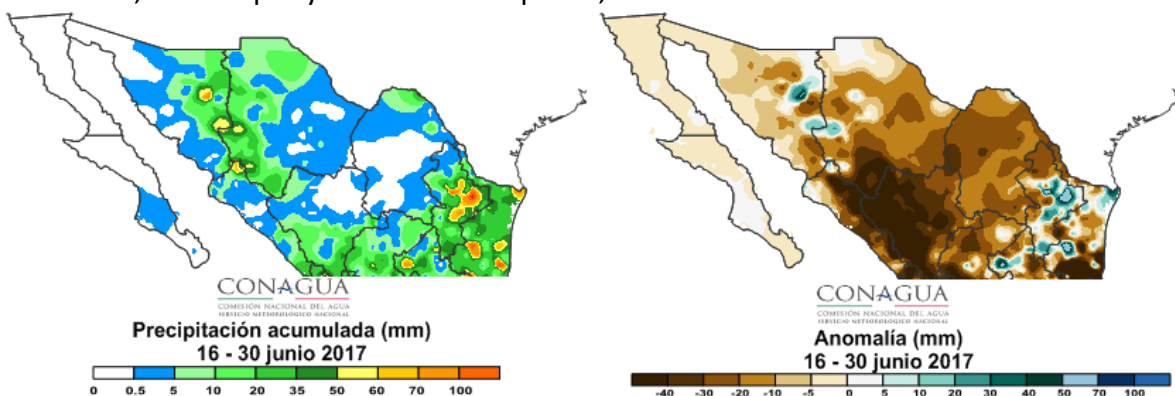 CONAGUA
COMISIÓN NACIONAL DEL AGUA
SERVICIO METEOROLÓGICO NACIONAL
Precipitación acumulada (mm)
16 - 30 junio 2017
0 0.5 5 10 20 35 50 60 70 100
CONAGUA
COMISIÓN NACIONAL DEL AGUA
SERVICIO METEOROLÓGICO NACIONAL
Anomalía (mm)
16 - 30 junio 2017
-40 -30 -20 -10 -5 0 5 10 20 30 40 50 70 100